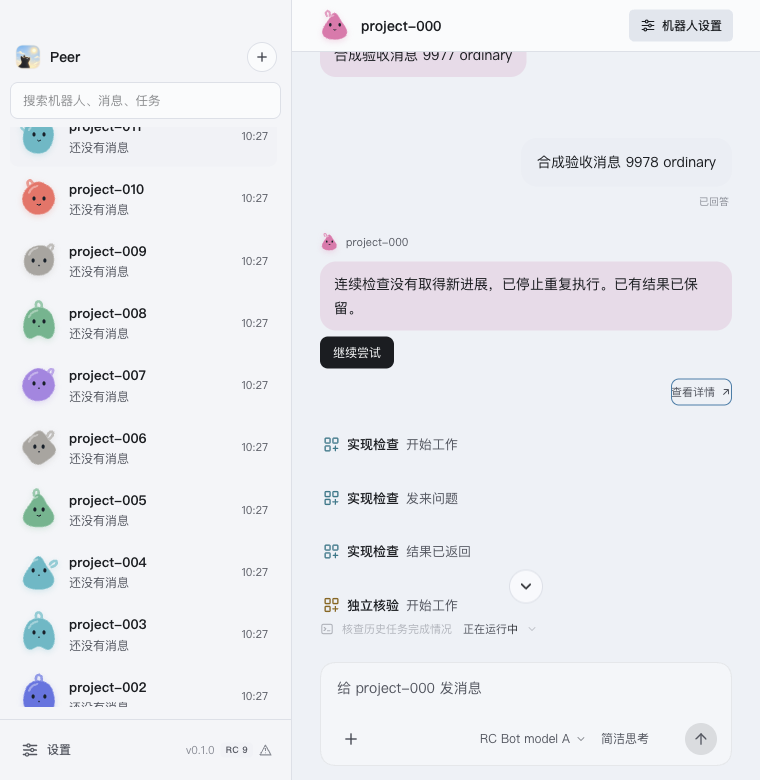 Peer
搜索机器人、消息、任务
project-011
还没有消息
10:27
project-010
还没有消息
10:27
project-009
还没有消息
10:27
project-008
还没有消息
10:27
project-007
还没有消息
10:27
project-006
还没有消息
10:27
project-005
还没有消息
10:27
project-004
还没有消息
10:27
project-003
还没有消息
10:27
project-002
还没有消息
10:27
设置
v0.1.0
RC 9
project-000
机器人设置
合成验收消息 9977 ordinary
合成验收消息 9978 ordinary
已回答
project-000
连续检查没有取得新进展，已停止重复执行。已有结果已保
留。
继续尝试
查看详情
实现检查 开始工作
实现检查 发来问题
实现检查 结果已返回
独立核验 开始工作
核查历史任务完成情况 正在运行中
给 project-000 发消息
RC Bot model A
简洁思考